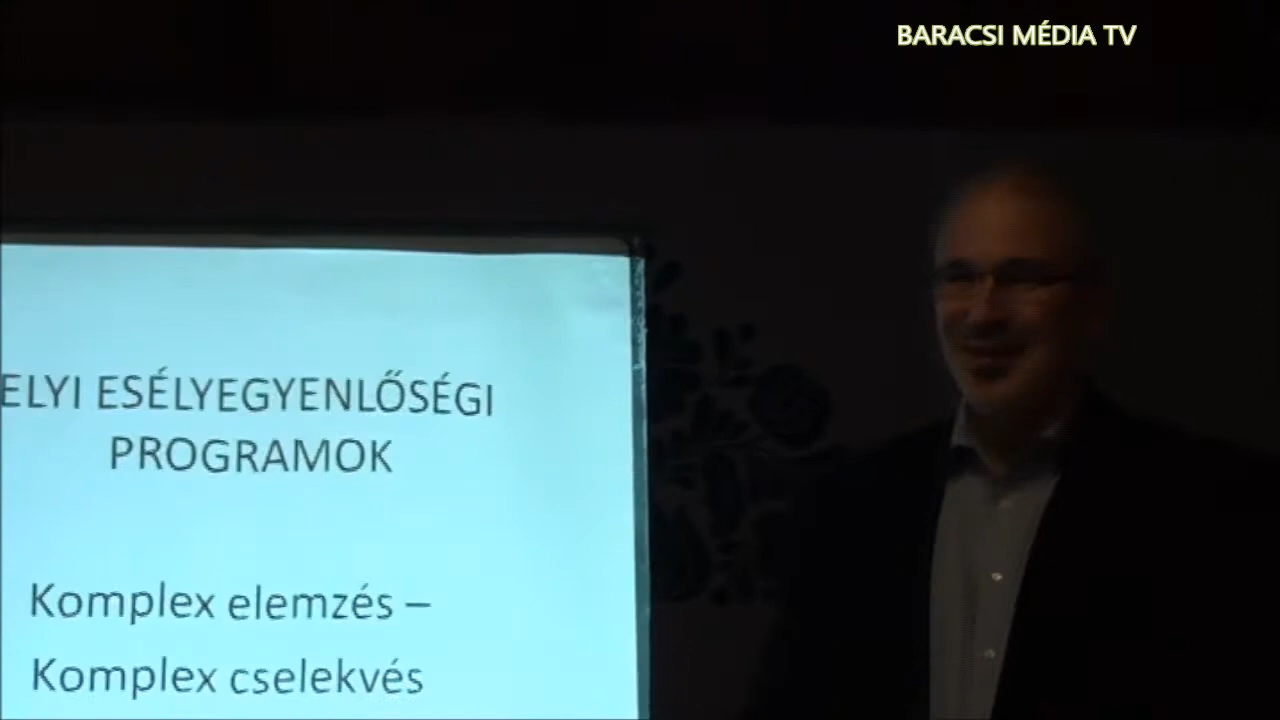 BARACSI MÉDIA TV
ELYI ESÉLYEGYENLŐSÉGI
PROGRAMOK
Komplex elemzés –
Komplex cselekvés